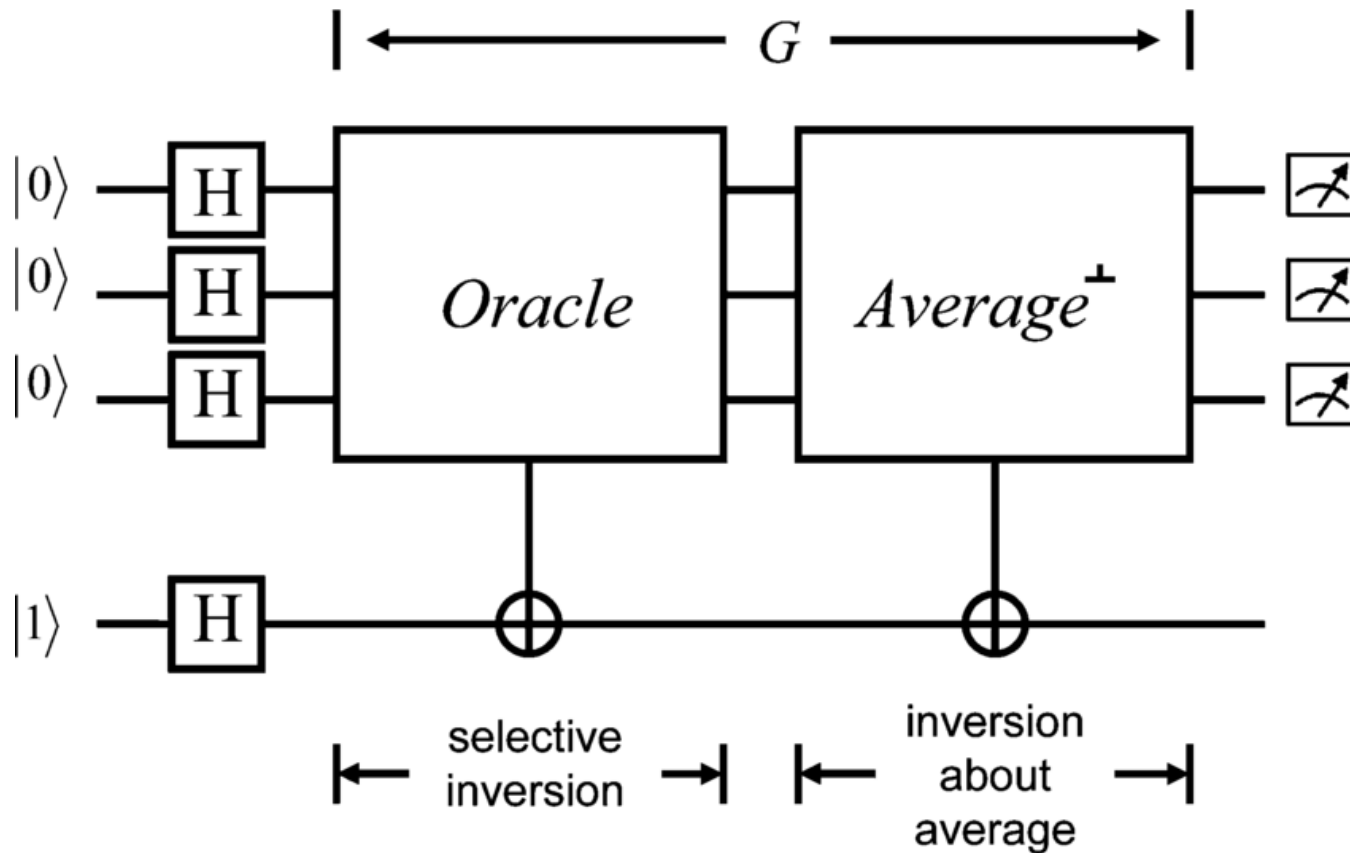 G
|0⟩ H
|0⟩ H
|0⟩ H
Oracle
Average⊥
|1⟩ H
selective
inversion
inversion
about
average